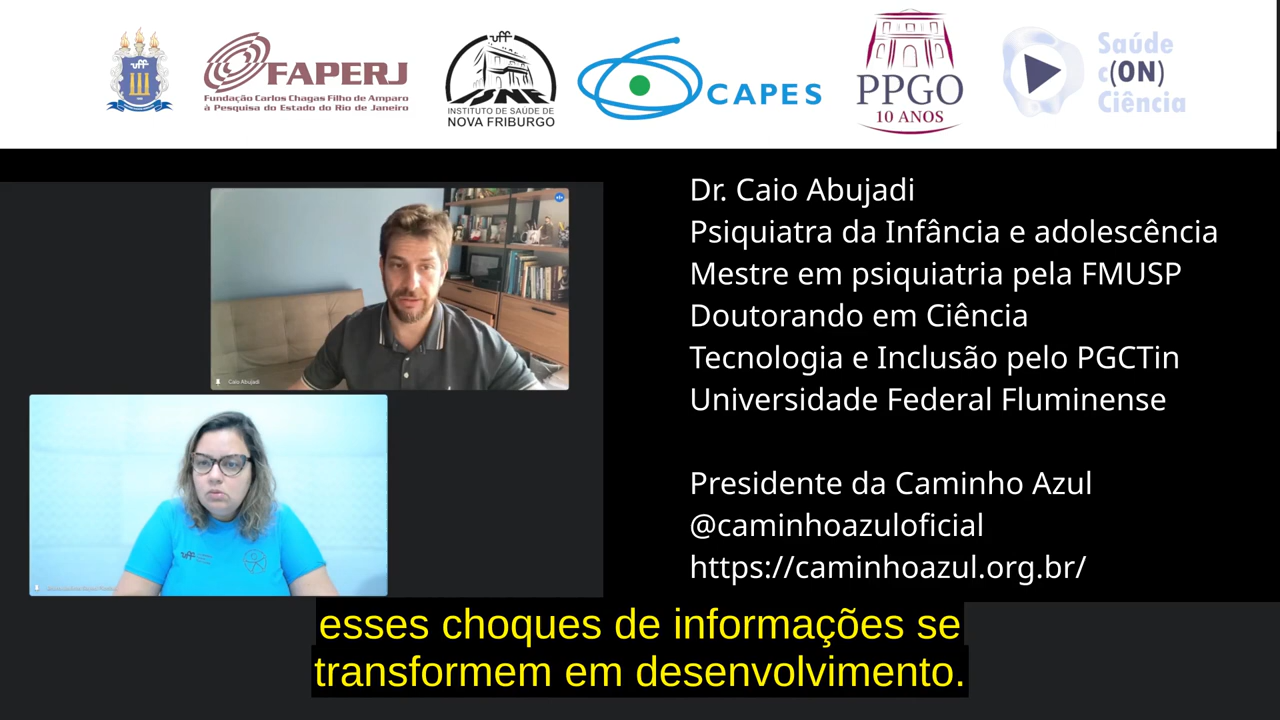 FAPERJ
Fundação Carlos Chagas Filho de Amparo
à Pesquisa do Estado do Rio de Janeiro
uff
INSTITUTO DE SAÚDE DE
NOVA FRIBURGO
CAPES
PPGO
10 ANOS
Saúde
c(ON)
Ciência
Dr. Caio Abujadi
Psiquiatra da Infância e adolescência
Mestre em psiquiatria pela FMUSP
Doutorando em Ciência
Tecnologia e Inclusão pelo PGCTin
Universidade Federal Fluminense
Presidente da Caminho Azul
@caminhoazuloficial
https://caminhoazul.org.br/
Caio Abujadi
uff
esses choques de informações se
transformem em desenvolvimento.